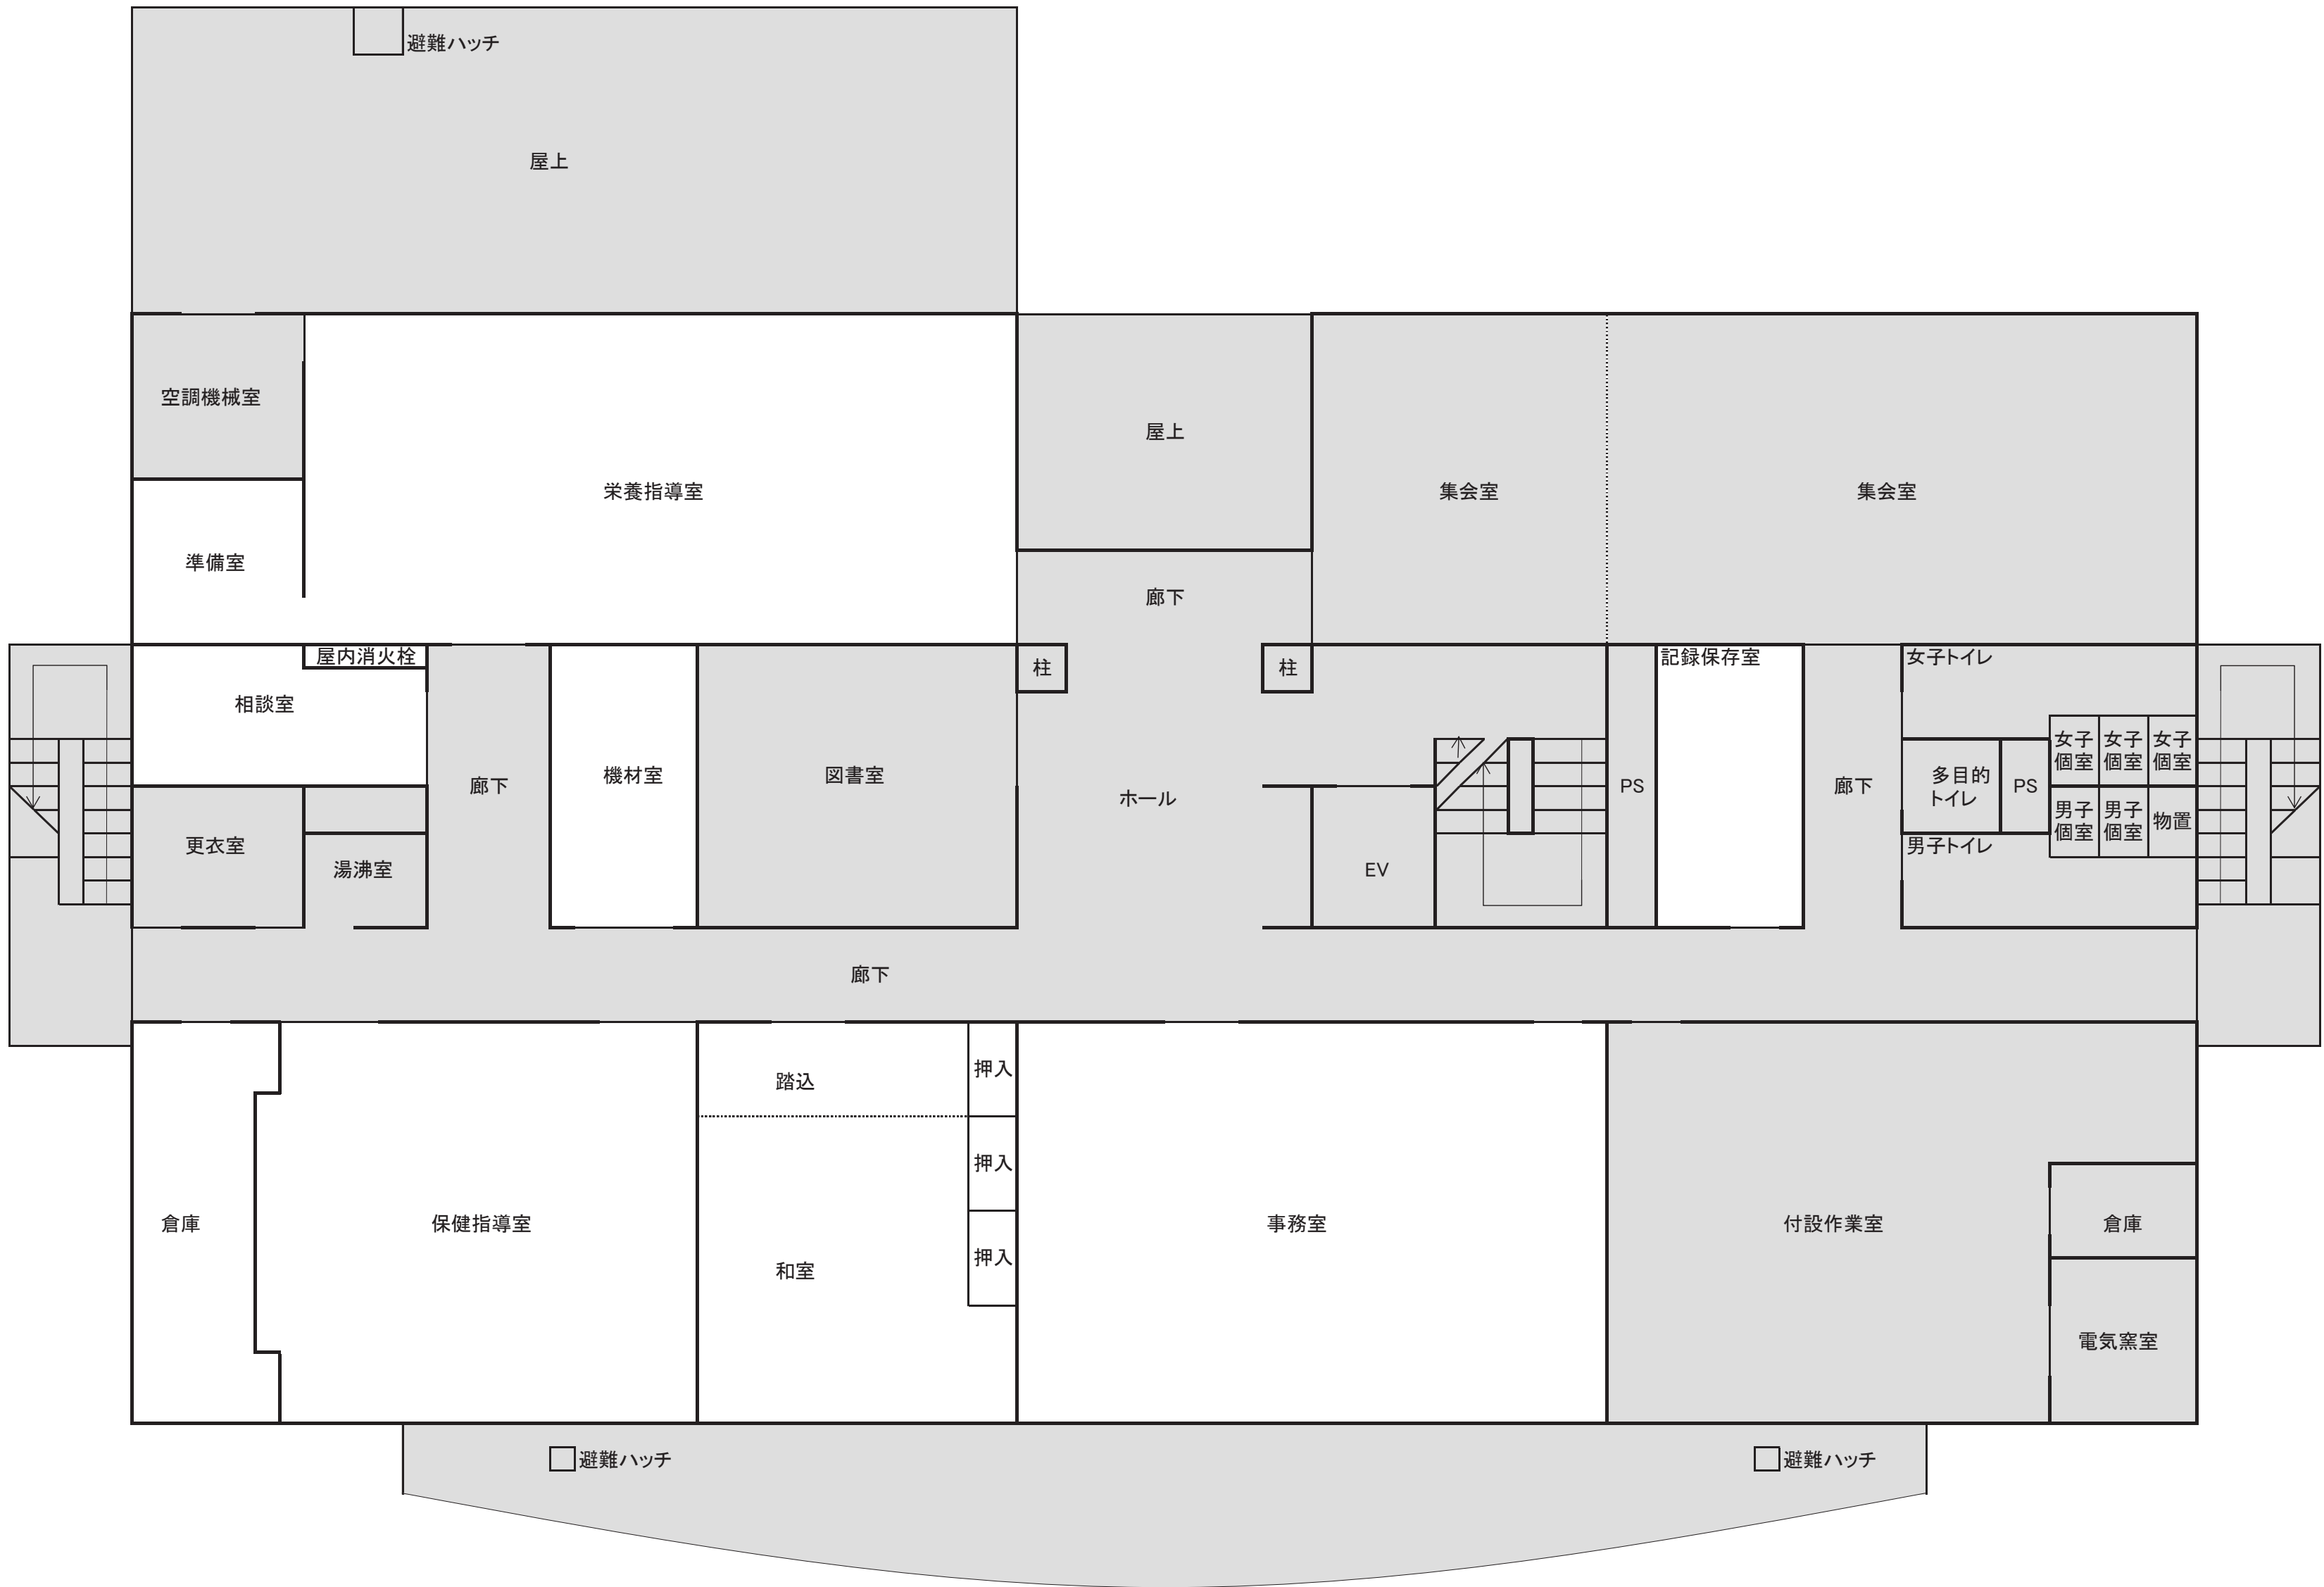 避難ハッチ
屋上
空調機械室
屋上
栄養指導室
集会室
集会室
準備室
廊下
屋内消火栓
柱
柱
記録保存室
女子トイレ
相談室
女子
個室
女子
個室
女子
個室
廊下
機材室
図書室
ホール
PS
廊下
多目的
トイレ
PS
男子
個室
男子
個室
物置
更衣室
男子トイレ
湯沸室
EV
廊下
踏込
押入
押入
押入
倉庫
保健指導室
和室
事務室
付設作業室
倉庫
電気窯室
避難ハッチ
避難ハッチ